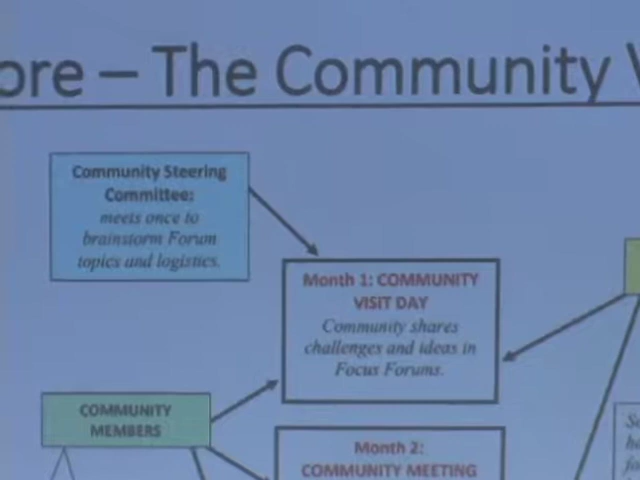 ore – The Community
Community Steering
Committee:
meets once to
brainstorm Forum
topics and logistics.
Month 1: COMMUNITY
VISIT DAY
Community shares
challenges and ideas in
Focus Forums.
COMMUNITY
MEMBERS
Month 2:
COMMUNITY MEETING